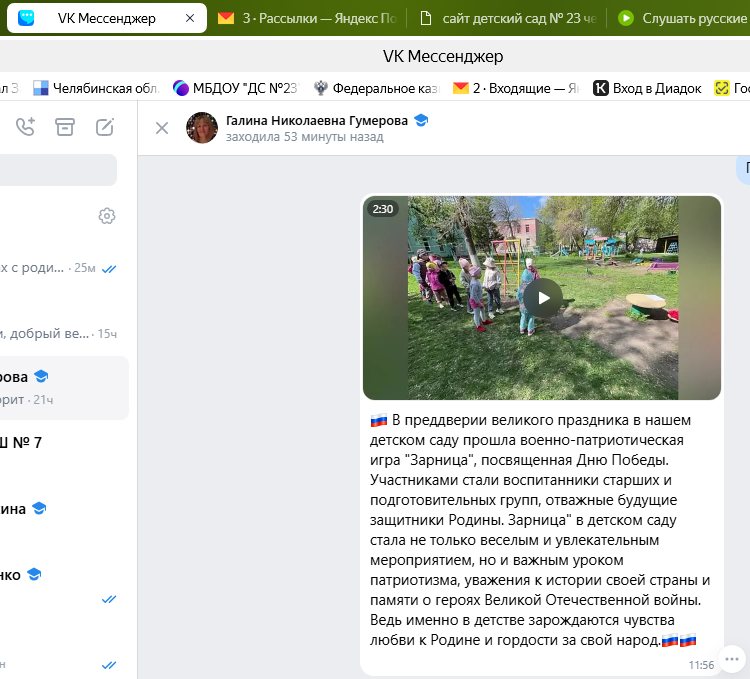 VK Мессенджер
3 · Рассылки — Яндекс По
сайт детский сад № 23 че
Слушать русские
VK Мессенджер
Челябинская обл.
МБДОУ "ДС №23"
Федеральное каз
2 · Входящие — Ян
Вход в Диадок
Гос
Галина Николаевна Гумерова
заходила 53 минуты назад
2:30
х с роди... · 25м
и, добрый ве... · 15ч
рова
орит · 21ч
Ш № 7
ина
нко
н
В преддверии великого праздника в нашем
детском саду прошла военно-патриотическая
игра "Зарница", посвященная Дню Победы.
Участниками стали воспитанники старших и
подготовительных групп, отважные будущие
защитники Родины. Зарница" в детском саду
стала не только веселым и увлекательным
мероприятием, но и важным уроком
патриотизма, уважения к истории своей страны и
памяти о героях Великой Отечественной войны.
Ведь именно в детстве зарождаются чувства
любви к Родине и гордости за свой народ.
11:56